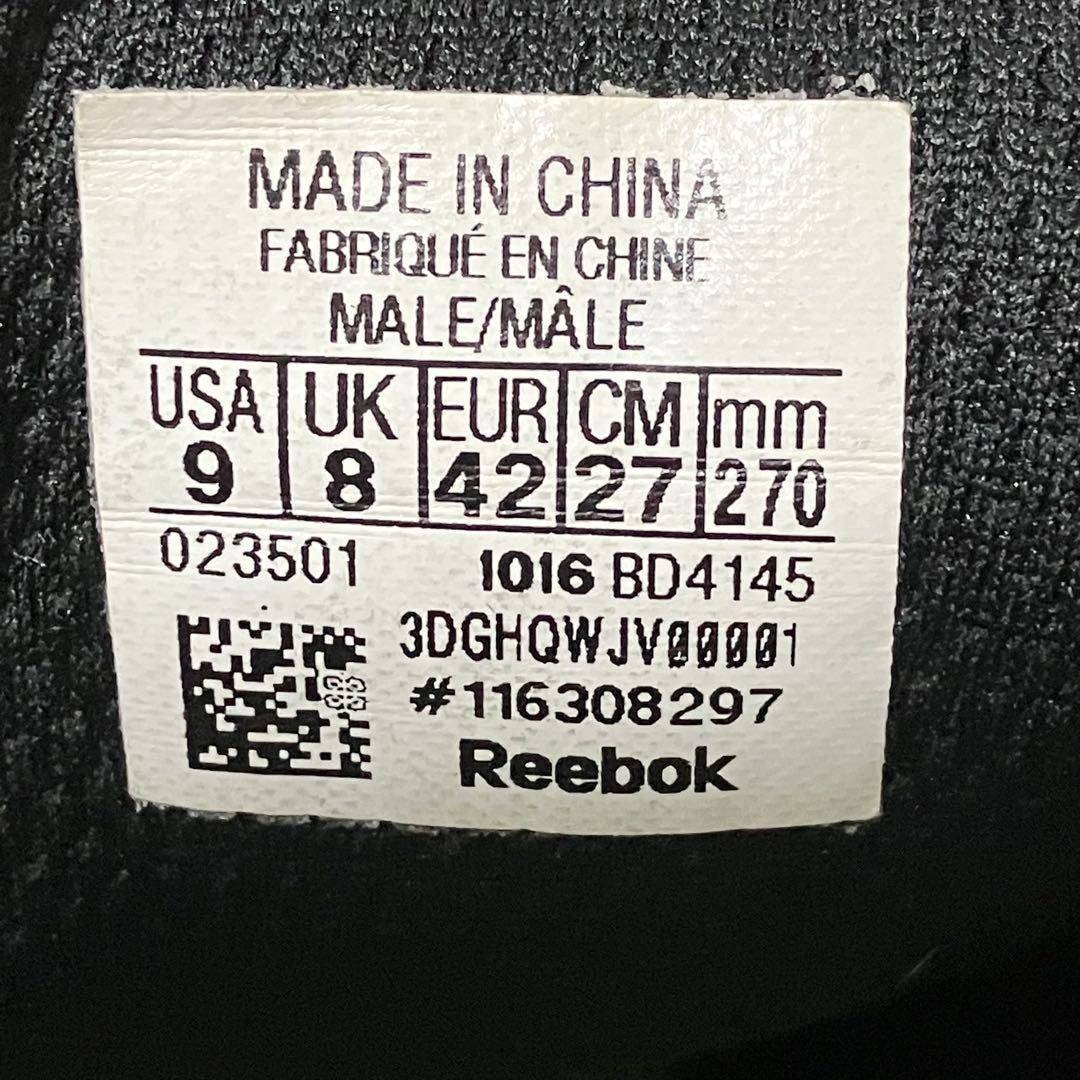 MADE IN CHINA
FABRIQUÉ EN CHINE
MALE/MÂLE
USA UK EUR CM mm
9 8 42 27 270
023501 1016 BD4145
3DGHQWJV00001
#116308297
Reebok